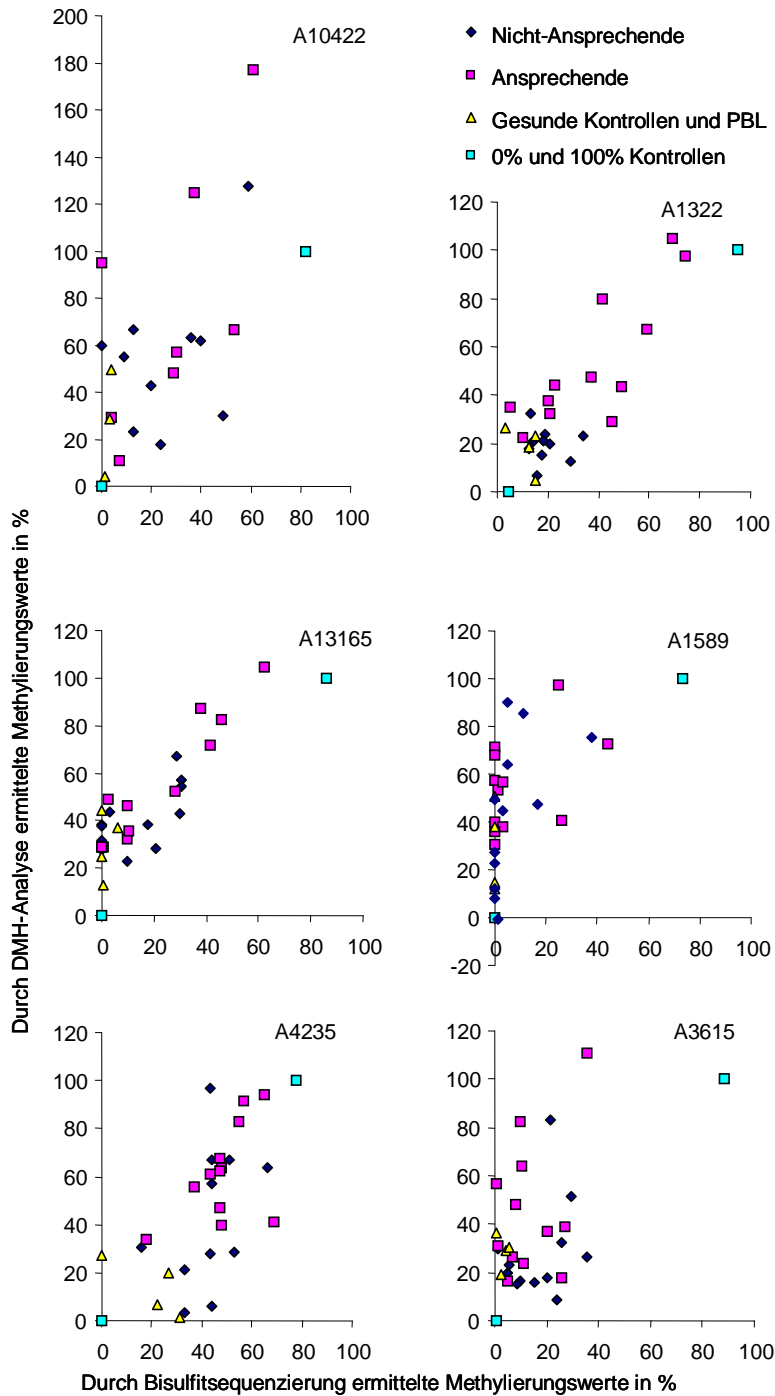 A10422
200
180
160
140
120
100
80
60
40
20
0
0 20 40 60 80 100
Nicht-Ansprechende
Ansprechende
Gesunde Kontrollen und PBL
0% und 100% Kontrollen
A1322
120
100
80
60
40
20
0
0 20 40 60 80 100
A13165
120
100
80
60
40
20
0
0 20 40 60 80 100
A1589
120
100
80
60
40
20
0
-20
0 20 40 60 80 100
A4235
120
100
80
60
40
20
0
0 20 40 60 80 100
A3615
120
100
80
60
40
20
0
0 20 40 60 80 100
Durch DMH-Analyse ermittelte Methylierungswerte in %
Durch Bisulfitsequenzierung ermittelte Methylierungswerte in %